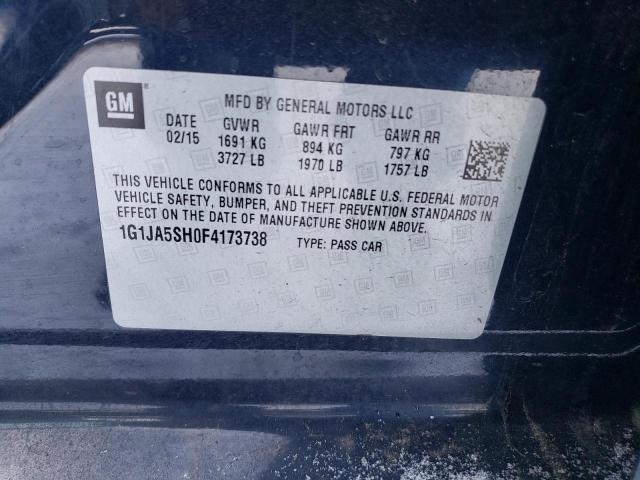 GM
MFD BY GENERAL MOTORS LLC
DATE GVWR GAWR FRT GAWR RR
02/15 1691 KG 894 KG 797 KG
3727 LB 1970 LB 1757 LB
THIS VEHICLE CONFORMS TO ALL APPLICABLE U.S. FEDERAL MOTOR
VEHICLE SAFETY, BUMPER, AND THEFT PREVENTION STANDARDS IN
EFFECT ON THE DATE OF MANUFACTURE SHOWN ABOVE.
1G1JA5SH0F4173738 TYPE: PASS CAR